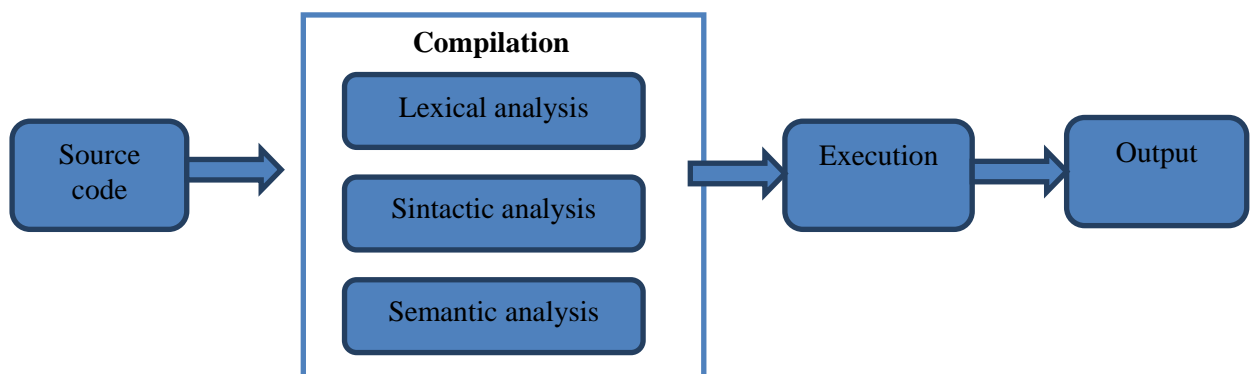 Compilation
Lexical analysis
Source
code
Execution
Output
Sintactic analysis
Semantic analysis